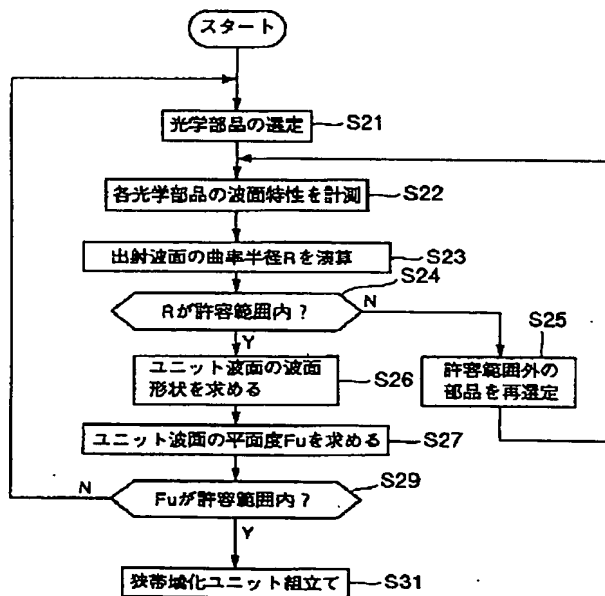 スタート
光学部品の選定
S21
各光学部品の波面特性を計測
S22
出射波面の曲率半径Rを演算
S23
S24
Rが許容範囲内？
N
Y
S25
許容範囲外の
部品を再選定
ユニット波面の波面
形状を求める
S26
ユニット波面の平面度Fuを求める
S27
S29
Fuが許容範囲内？
N
Y
狭帯域化ユニット組立て
S31